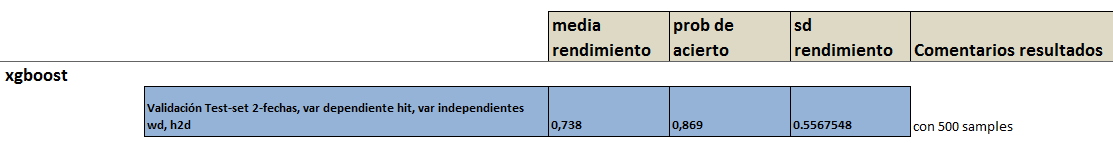 media rendimiento
prob de acierto
sd rendimiento
Comentarios resultados
xgboost
Validación Test-set 2-fechas, var dependiente hit, var independientes
wd, h2d
0,738
0,869
0.5567548
con 500 samples